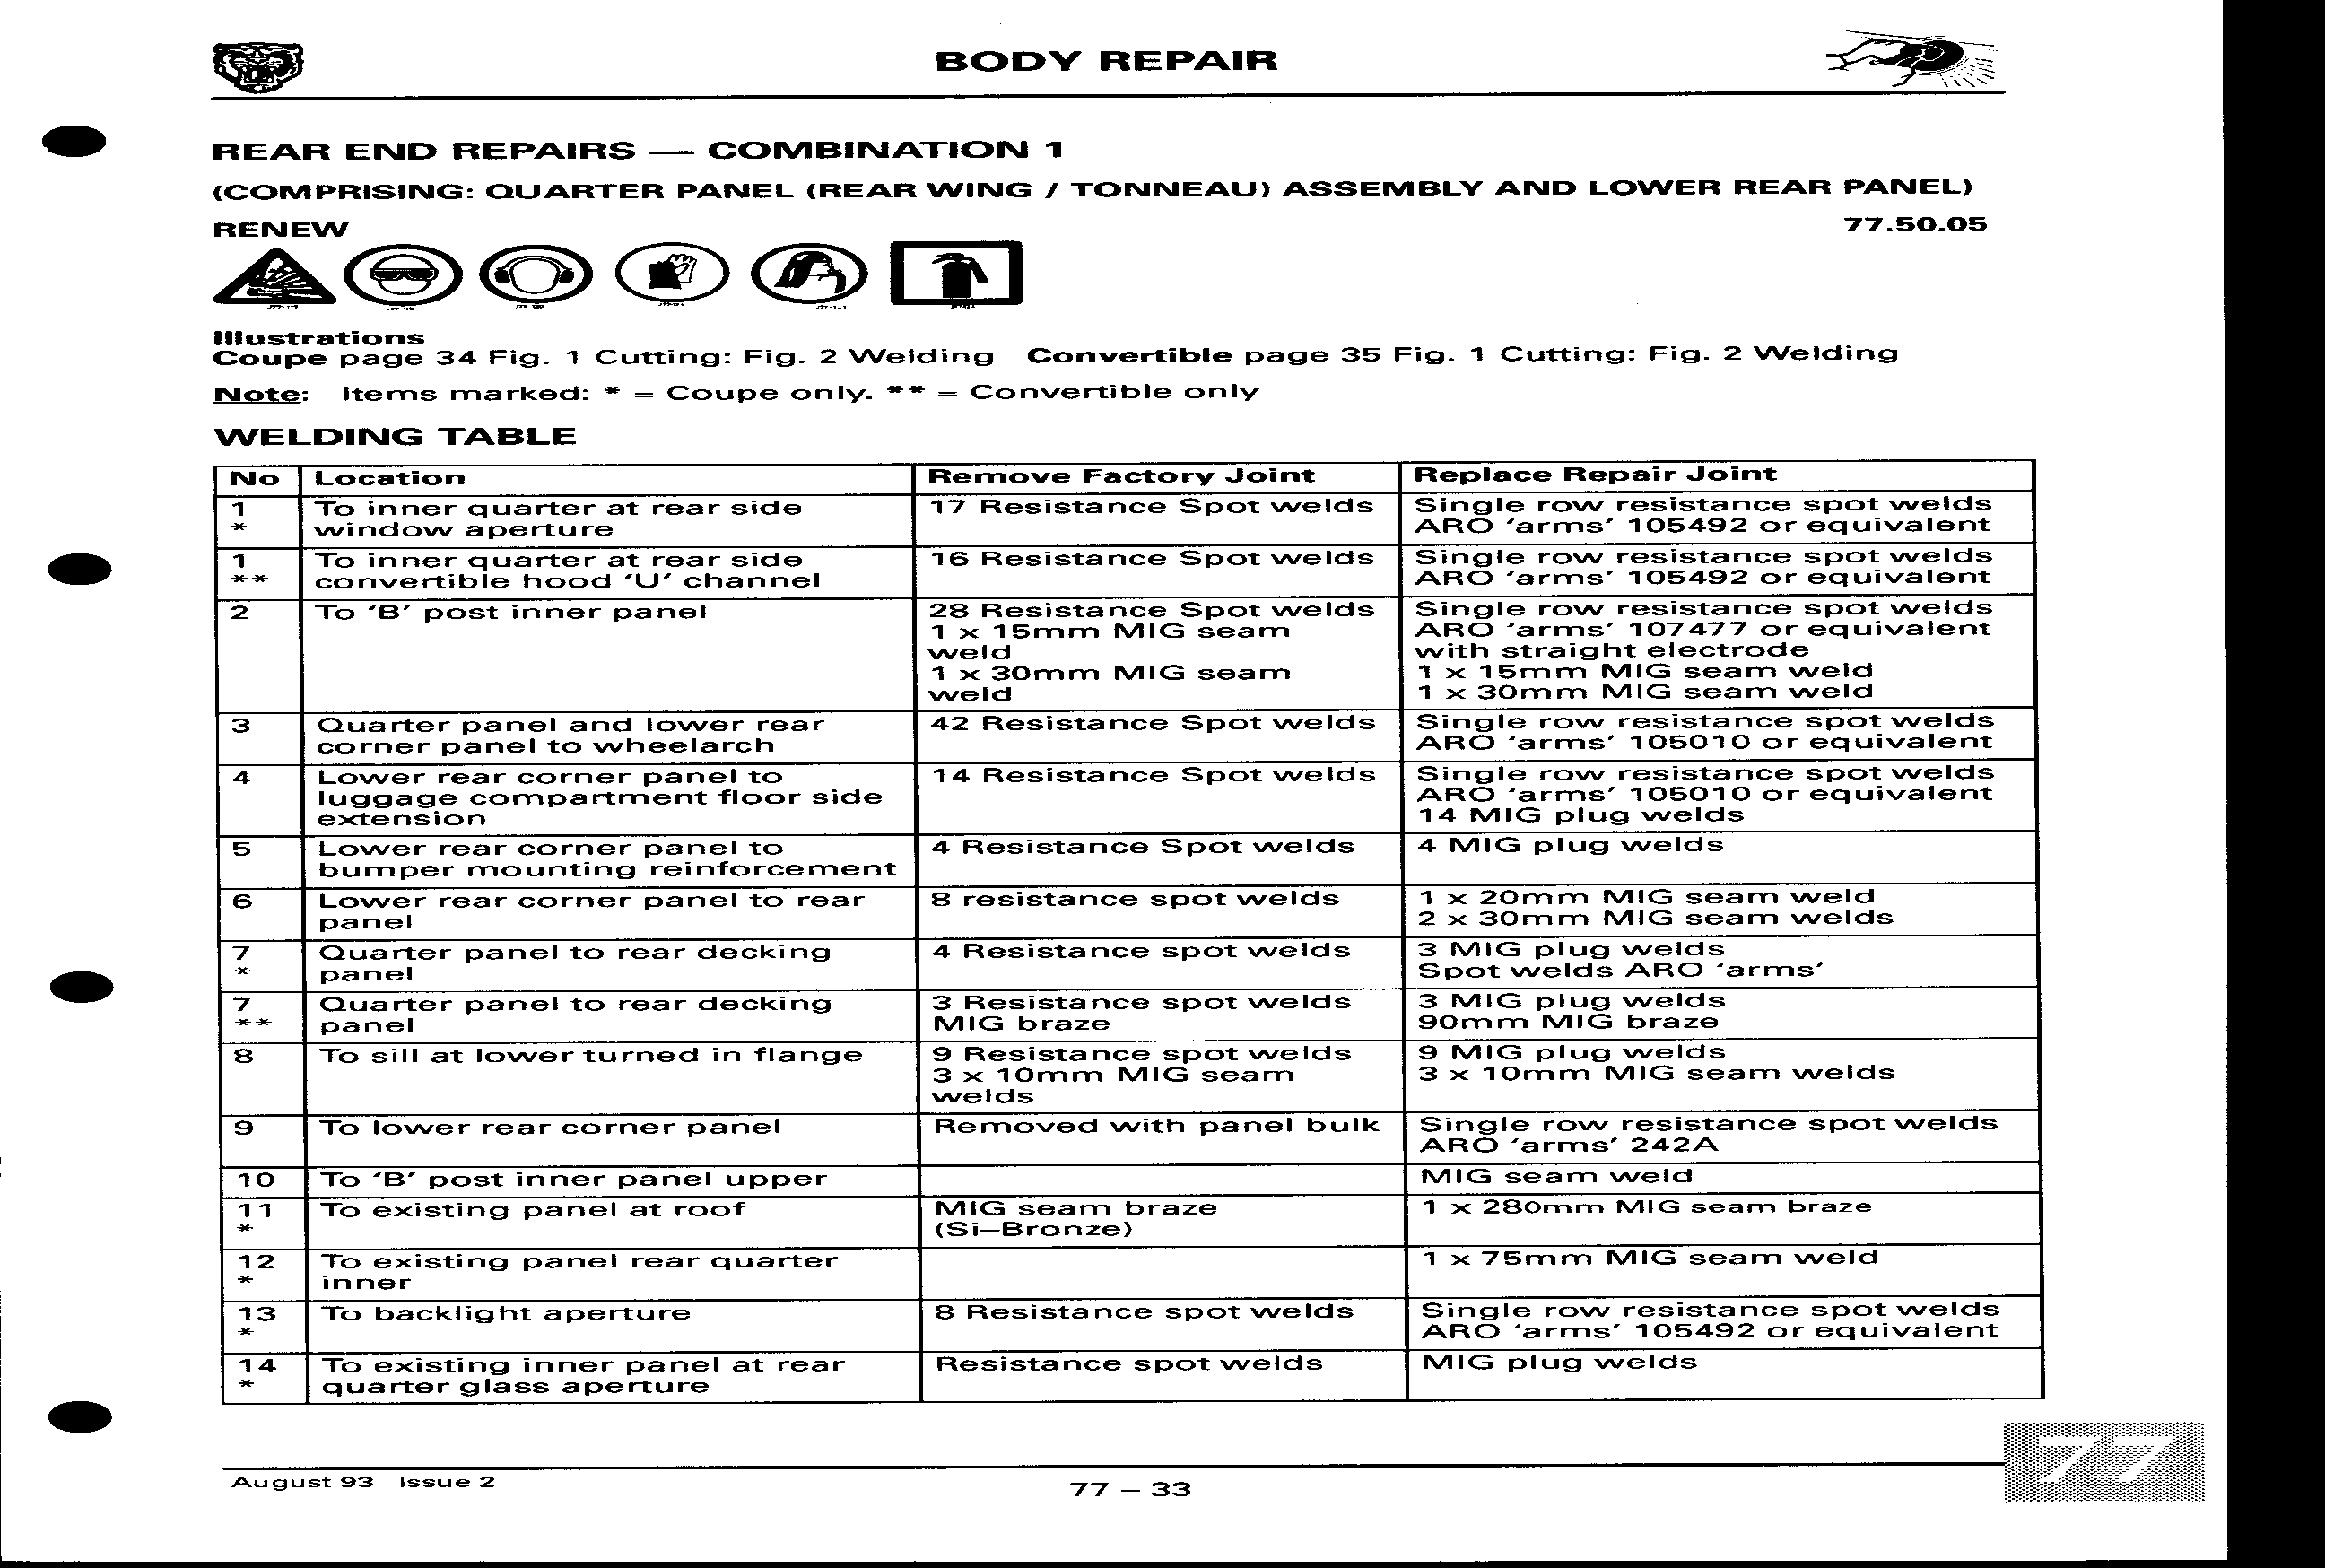 BODY REPAIR
REAR END REPAIRS — COMBINATION 1
(COMPRISING: QUARTER PANEL (REAR WING / TONNEAU) ASSEMBLY AND LOWER REAR PANEL)
RENEW 77.50.05
Illustrations
Coupe page 34 Fig. 1 Cutting: Fig. 2 Welding Convertible page 35 Fig. 1 Cutting: Fig. 2 Welding
Note: Items marked: * = Coupe only. ** = Convertible only
WELDING TABLE
No Location Remove Factory Joint Replace Repair Joint
1 To inner quarter at rear side 17 Resistance Spot welds Single row resistance spot welds
* window aperture ARO 'arms' 105492 or equivalent
1 To inner quarter at rear side 16 Resistance Spot welds Single row resistance spot welds
** convertible hood 'U' channel ARO 'arms' 105492 or equivalent
2 To 'B' post inner panel 28 Resistance Spot welds Single row resistance spot welds
1 x 15mm MIG seam ARO 'arms' 107477 or equivalent
weld with straight electrode
1 x 30mm MIG seam 1 x 15mm MIG seam weld
weld 1 x 30mm MIG seam weld
3 Quarter panel and lower rear 42 Resistance Spot welds Single row resistance spot welds
corner panel to wheelarch ARO 'arms' 105010 or equivalent
4 Lower rear corner panel to 14 Resistance Spot welds Single row resistance spot welds
luggage compartment floor side ARO 'arms' 105010 or equivalent
extension 14 MIG plug welds
5 Lower rear corner panel to 4 Resistance Spot welds 4 MIG plug welds
bumper mounting reinforcement
6 Lower rear corner panel to rear 8 resistance spot welds 1 x 20mm MIG seam weld
panel 2 x 30mm MIG seam welds
7 Quarter panel to rear decking 4 Resistance spot welds 3 MIG plug welds
* panel Spot welds ARO 'arms'
7 Quarter panel to rear decking 3 Resistance spot welds 3 MIG plug welds
** panel MIG braze 90mm MIG braze
8 To sill at lower turned in flange 9 Resistance spot welds 9 MIG plug welds
3 x 10mm MIG seam 3 x 10mm MIG seam welds
welds
9 To lower rear corner panel Removed with panel bulk Single row resistance spot welds
ARO 'arms' 242A
10 To 'B' post inner panel upper MIG seam weld
11 To existing panel at roof MIG seam braze 1 x 280mm MIG seam braze
* (Si–Bronze)
12 To existing panel rear quarter 1 x 75mm MIG seam weld
* inner
13 To backlight aperture 8 Resistance spot welds Single row resistance spot welds
* ARO 'arms' 105492 or equivalent
14 To existing inner panel at rear Resistance spot welds MIG plug welds
* quarter glass aperture
77
August 93 Issue 2 77 – 33